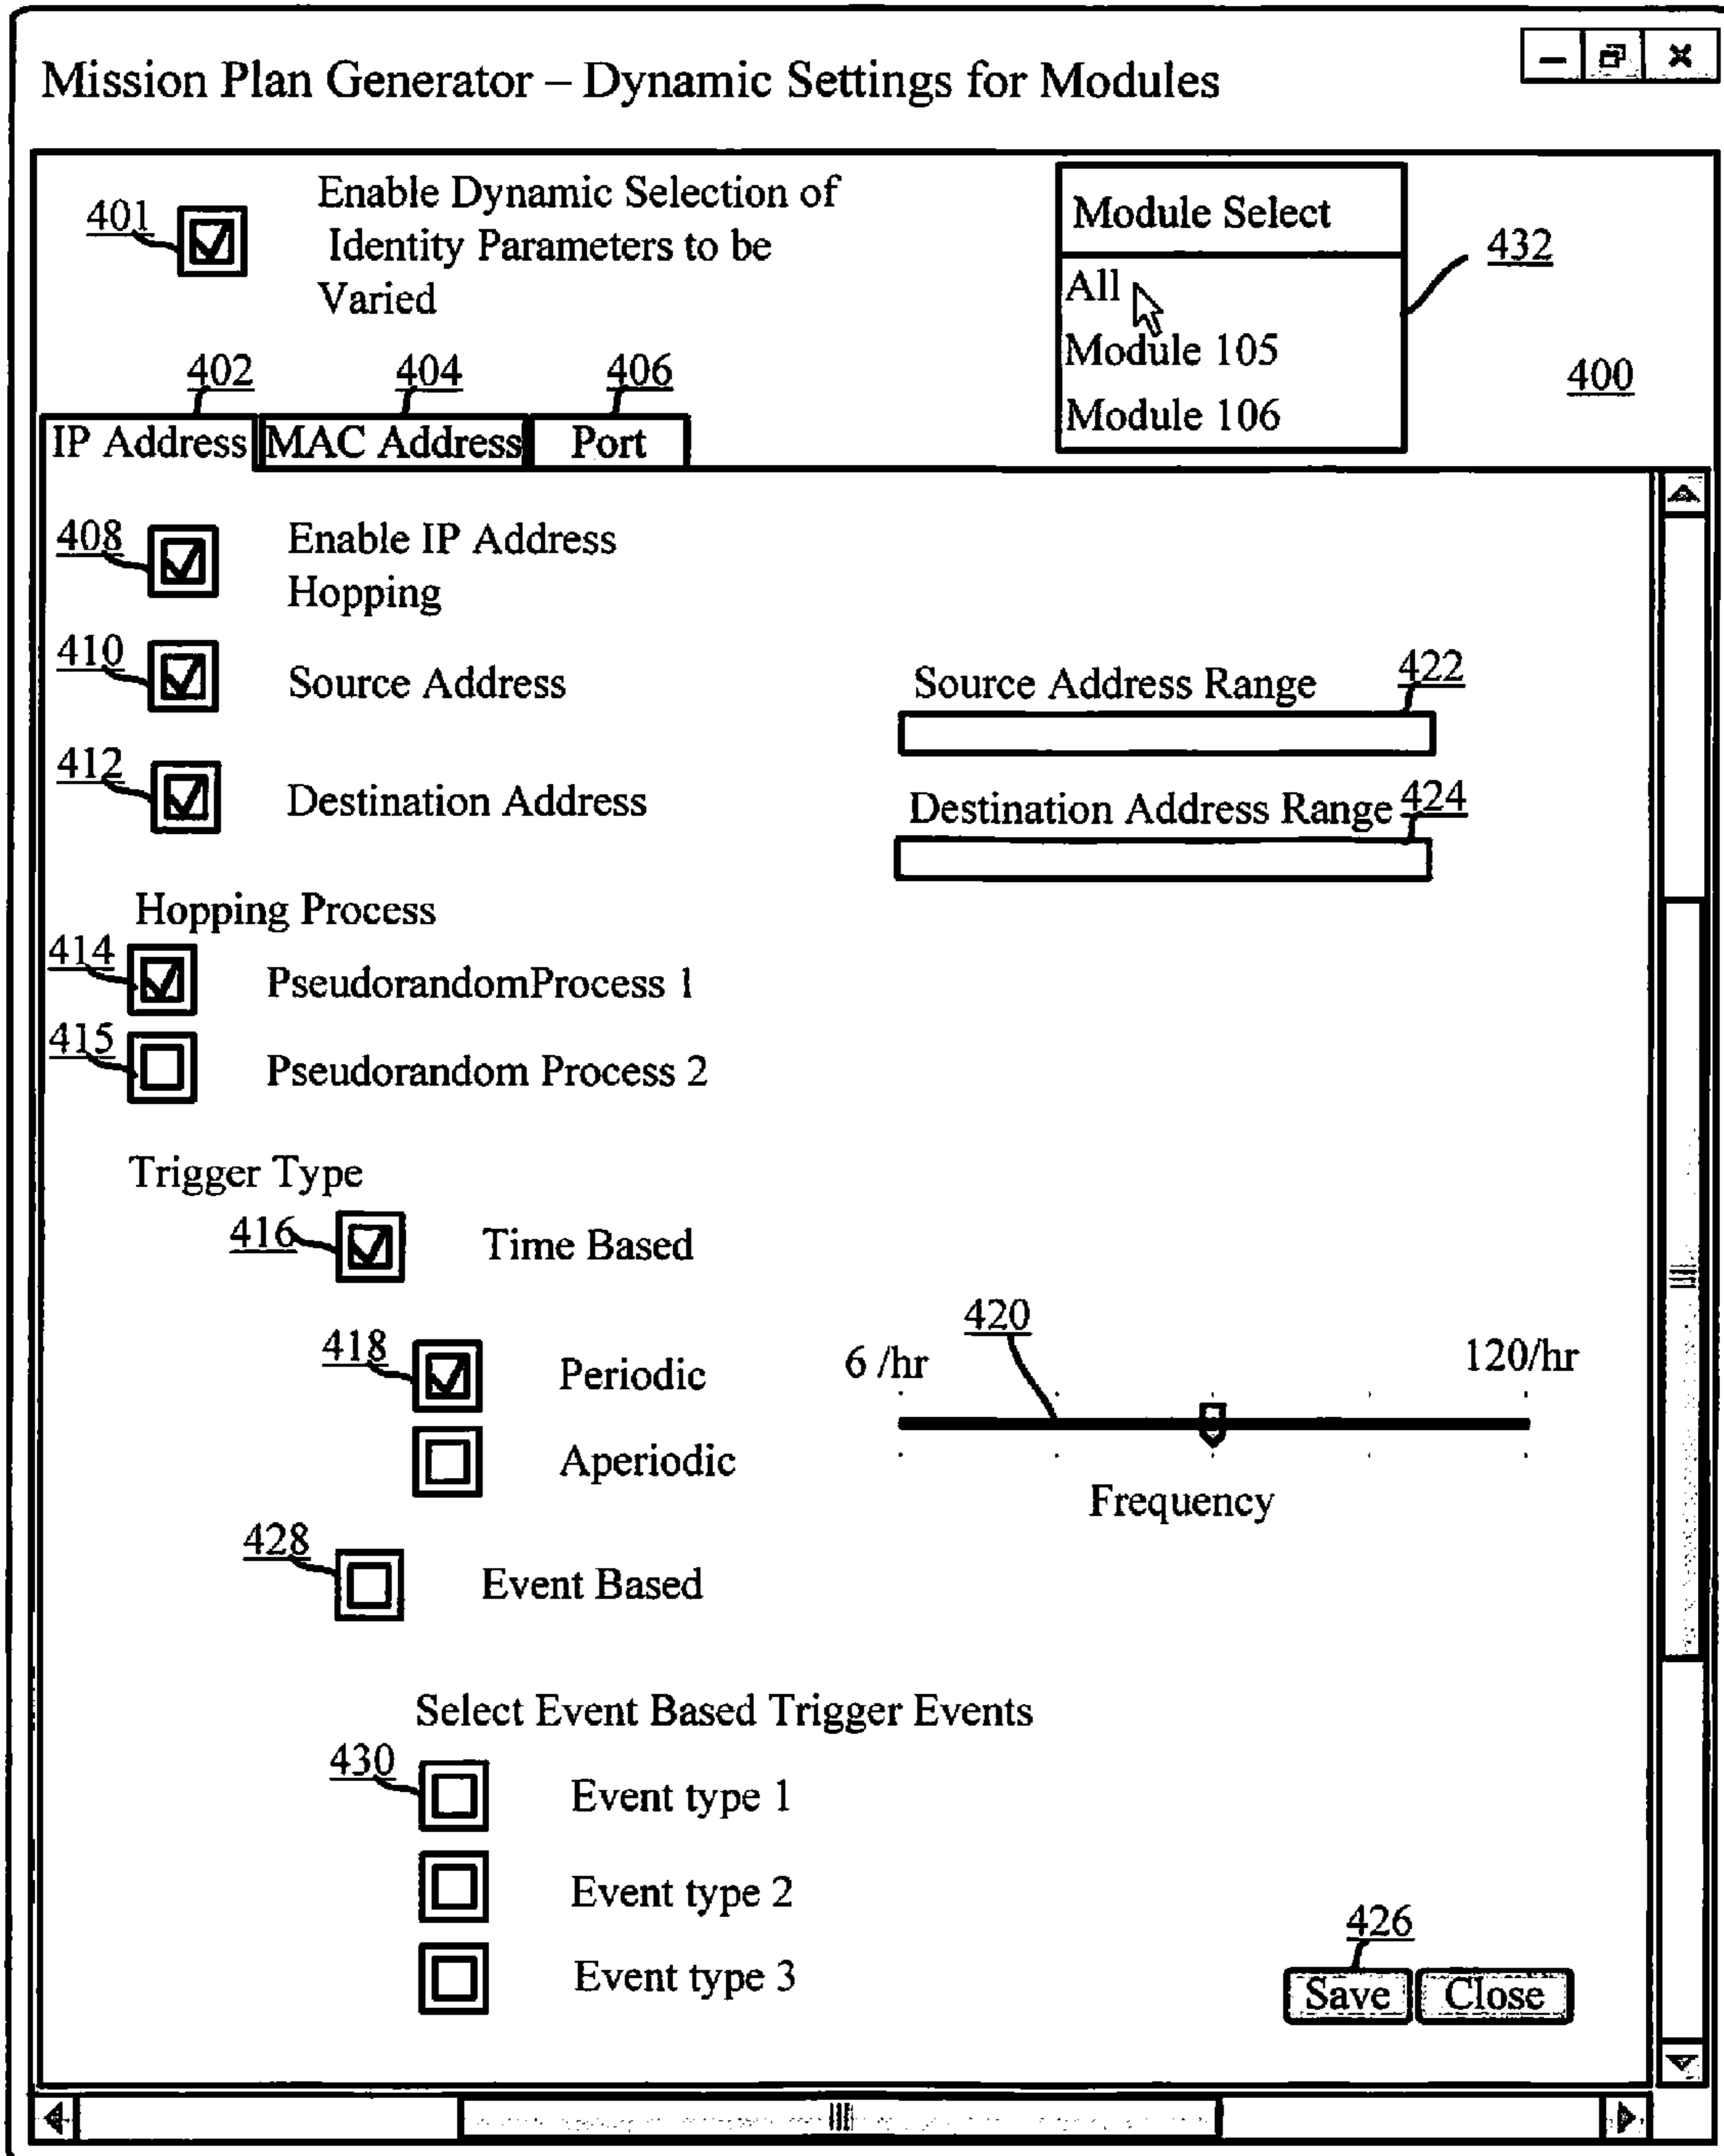 Mission Plan Generator – Dynamic Settings for Modules
401
Enable Dynamic Selection of
Identity Parameters to be
Varied
Module Select
All
Module 105
Module 106
432
400
402
404
406
IP Address
MAC Address
Port
408
Enable IP Address
Hopping
410
Source Address
Source Address Range
422
412
Destination Address
Destination Address Range
424
Hopping Process
414
PseudorandomProcess 1
415
Pseudorandom Process 2
Trigger Type
416
Time Based
418
Periodic
6 /hr
420
120/hr
Aperiodic
Frequency
428
Event Based
Select Event Based Trigger Events
430
Event type 1
Event type 2
Event type 3
426
Save
Close